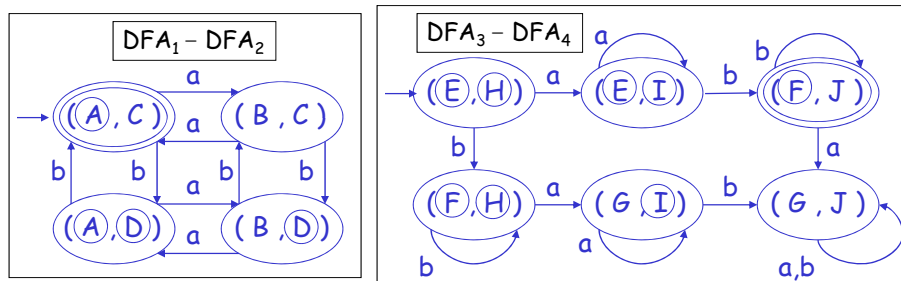 DFA₁ – DFA₂
a
(A, C) (B, C)
a
b b b b
a
(A, D) (B, D)
a
DFA₃ – DFA₄
a b
(E, H) a (E, I) b (F, J)
b a
(F, H) a (G, I) b (G, J)
b a a,b